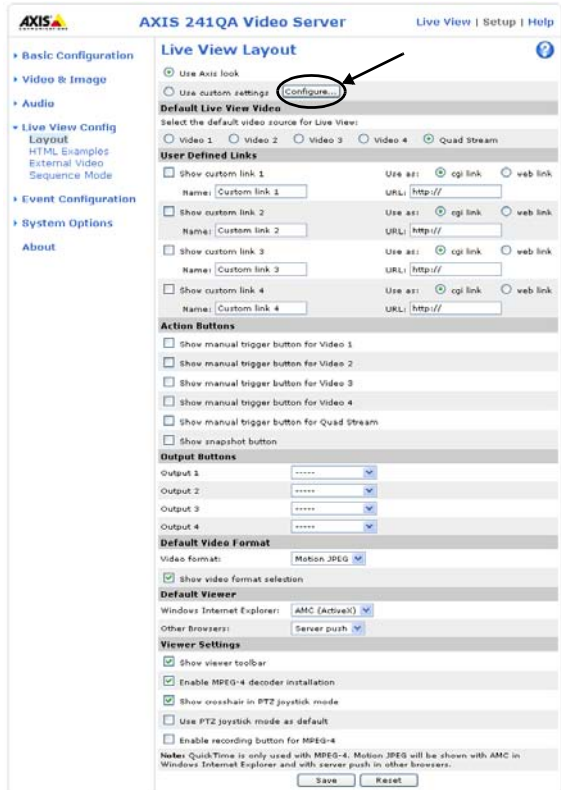 AXIS
COMMUNICATIONS
AXIS 241QA Video Server
Live View | Setup | Help
Basic Configuration
Video & Image
Audio
Live View Config
Layout
HTML Examples
External Video
Sequence Mode
Event Configuration
System Options
About
Live View Layout
?
Use Axis look
Use custom settings Configure...
Default Live View Video
Select the default video source for Live View:
Video 1 Video 2 Video 3 Video 4 Quad Stream
User Defined Links
Show custom link 1 Use as: cgi link web link
Name: Custom link 1 URL: http://
Show custom link 2 Use as: cgi link web link
Name: Custom link 2 URL: http://
Show custom link 3 Use as: cgi link web link
Name: Custom link 3 URL: http://
Show custom link 4 Use as: cgi link web link
Name: Custom link 4 URL: http://
Action Buttons
Show manual trigger button for Video 1
Show manual trigger button for Video 2
Show manual trigger button for Video 3
Show manual trigger button for Video 4
Show manual trigger button for Quad Stream
Show snapshot button
Output Buttons
Output 1 -----
Output 2 -----
Output 3 -----
Output 4 -----
Default Video Format
Video format: Motion JPEG
Show video format selection
Default Viewer
Windows Internet Explorer: AMC (ActiveX)
Other Browsers: Server push
Viewer Settings
Show viewer toolbar
Enable MPEG-4 decoder installation
Show crosshair in PTZ joystick mode
Use PTZ joystick mode as default
Enable recording button for MPEG-4
Note: QuickTime is only used with MPEG-4. Motion JPEG will be shown with AMC in
Windows Internet Explorer and with server push in other browsers.
Save Reset